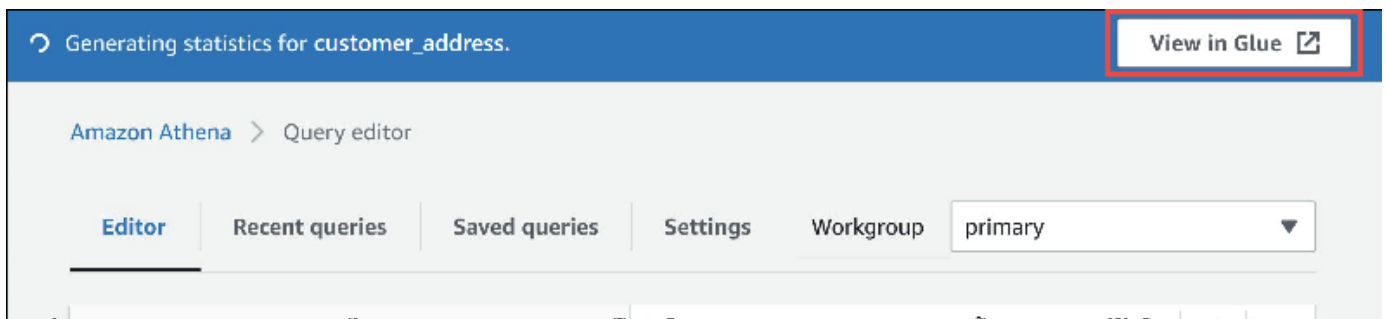 Generating statistics for customer_address.
View in Glue
Amazon Athena > Query editor
Editor
Recent queries
Saved queries
Settings
Workgroup
primary